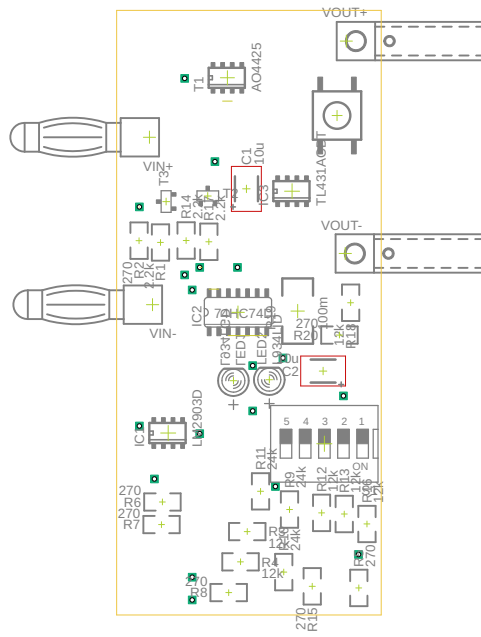 VOUT+
AO4425
T1
C1
10u
TL431ACDT
IC3
VIN+
T3
R14
2.2k
2.2k
VOUT-
270
R2
2.2k
R1
IC2
74HC74D
100m
270
R20
12k
R18
VIN-
LED1
LED2
10u
C2
IC1
LM2903D
5 4 3 2 1
ON
R11
24k
R9
24k
R12
12k
R13
12k
12k
270
R6
270
R7
12k
24k
R4
12k
270
R8
270
R15
270